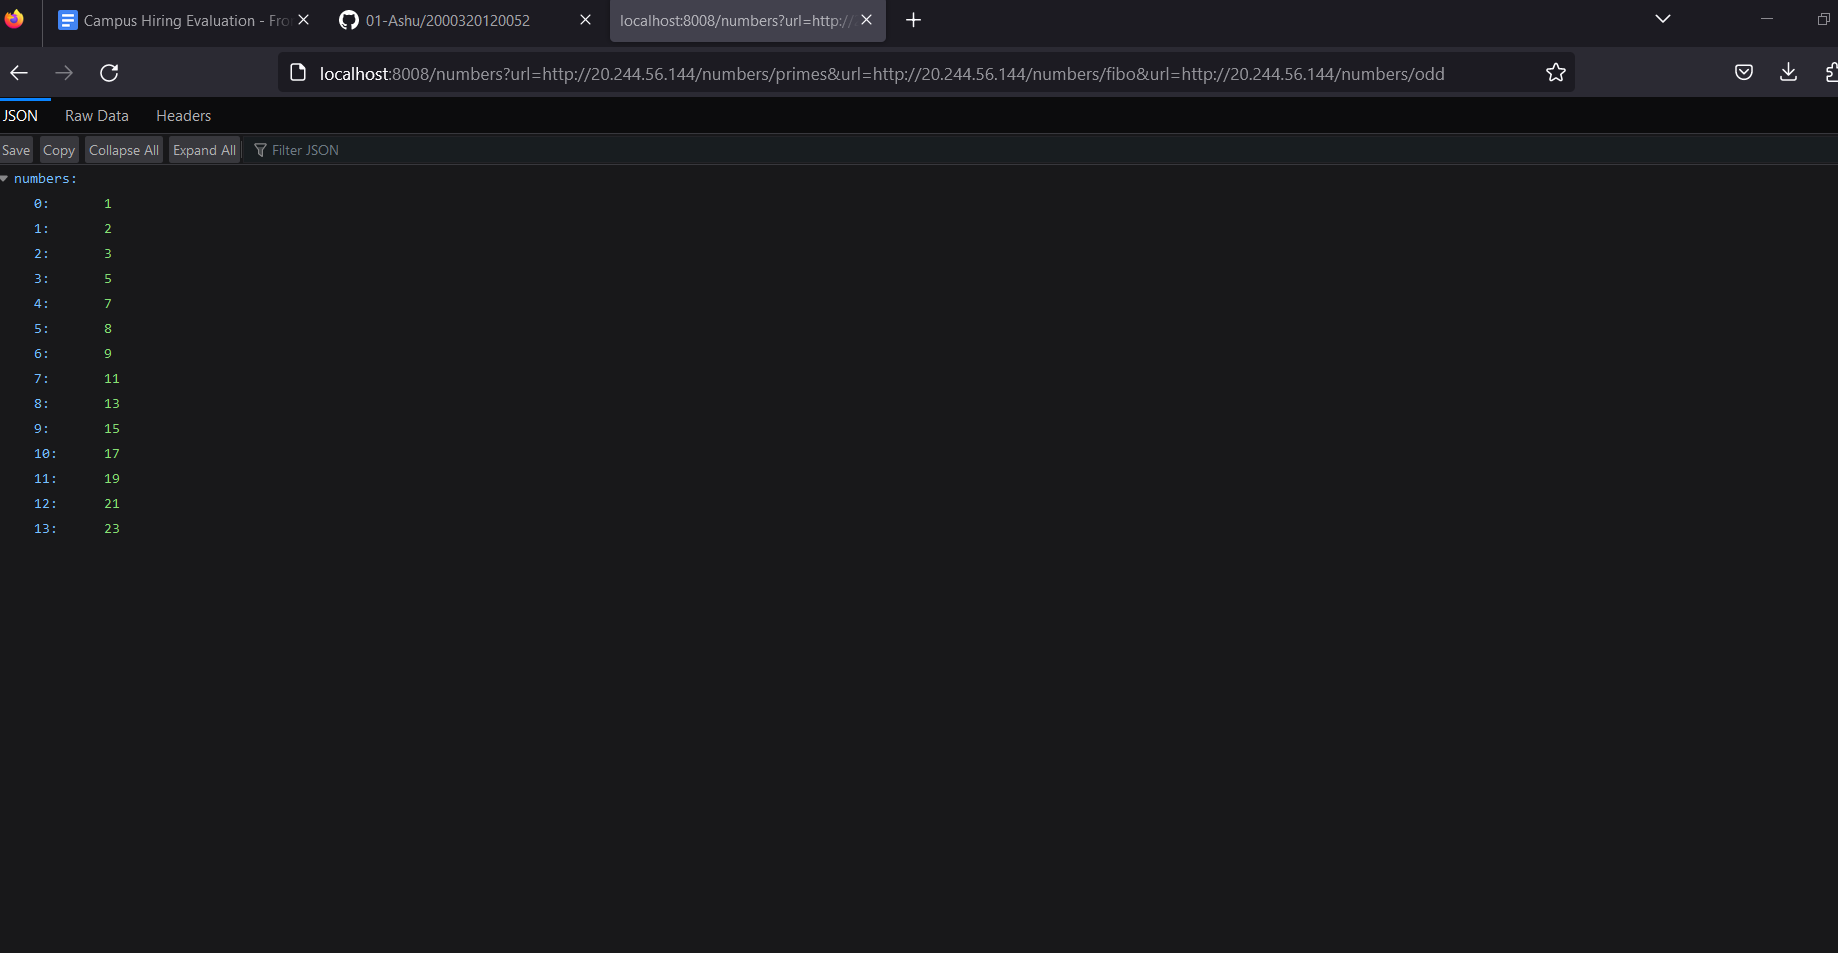 Campus Hiring Evaluation - Fro
01-Ashu/2000320120052
localhost:8008/numbers?url=http://
localhost:8008/numbers?url=http://20.244.56.144/numbers/primes&url=http://20.244.56.144/numbers/fibo&url=http://20.244.56.144/numbers/odd
JSON Raw Data Headers
Save Copy Collapse All Expand All Filter JSON
numbers:
0: 1
1: 2
2: 3
3: 5
4: 7
5: 8
6: 9
7: 11
8: 13
9: 15
10: 17
11: 19
12: 21
13: 23